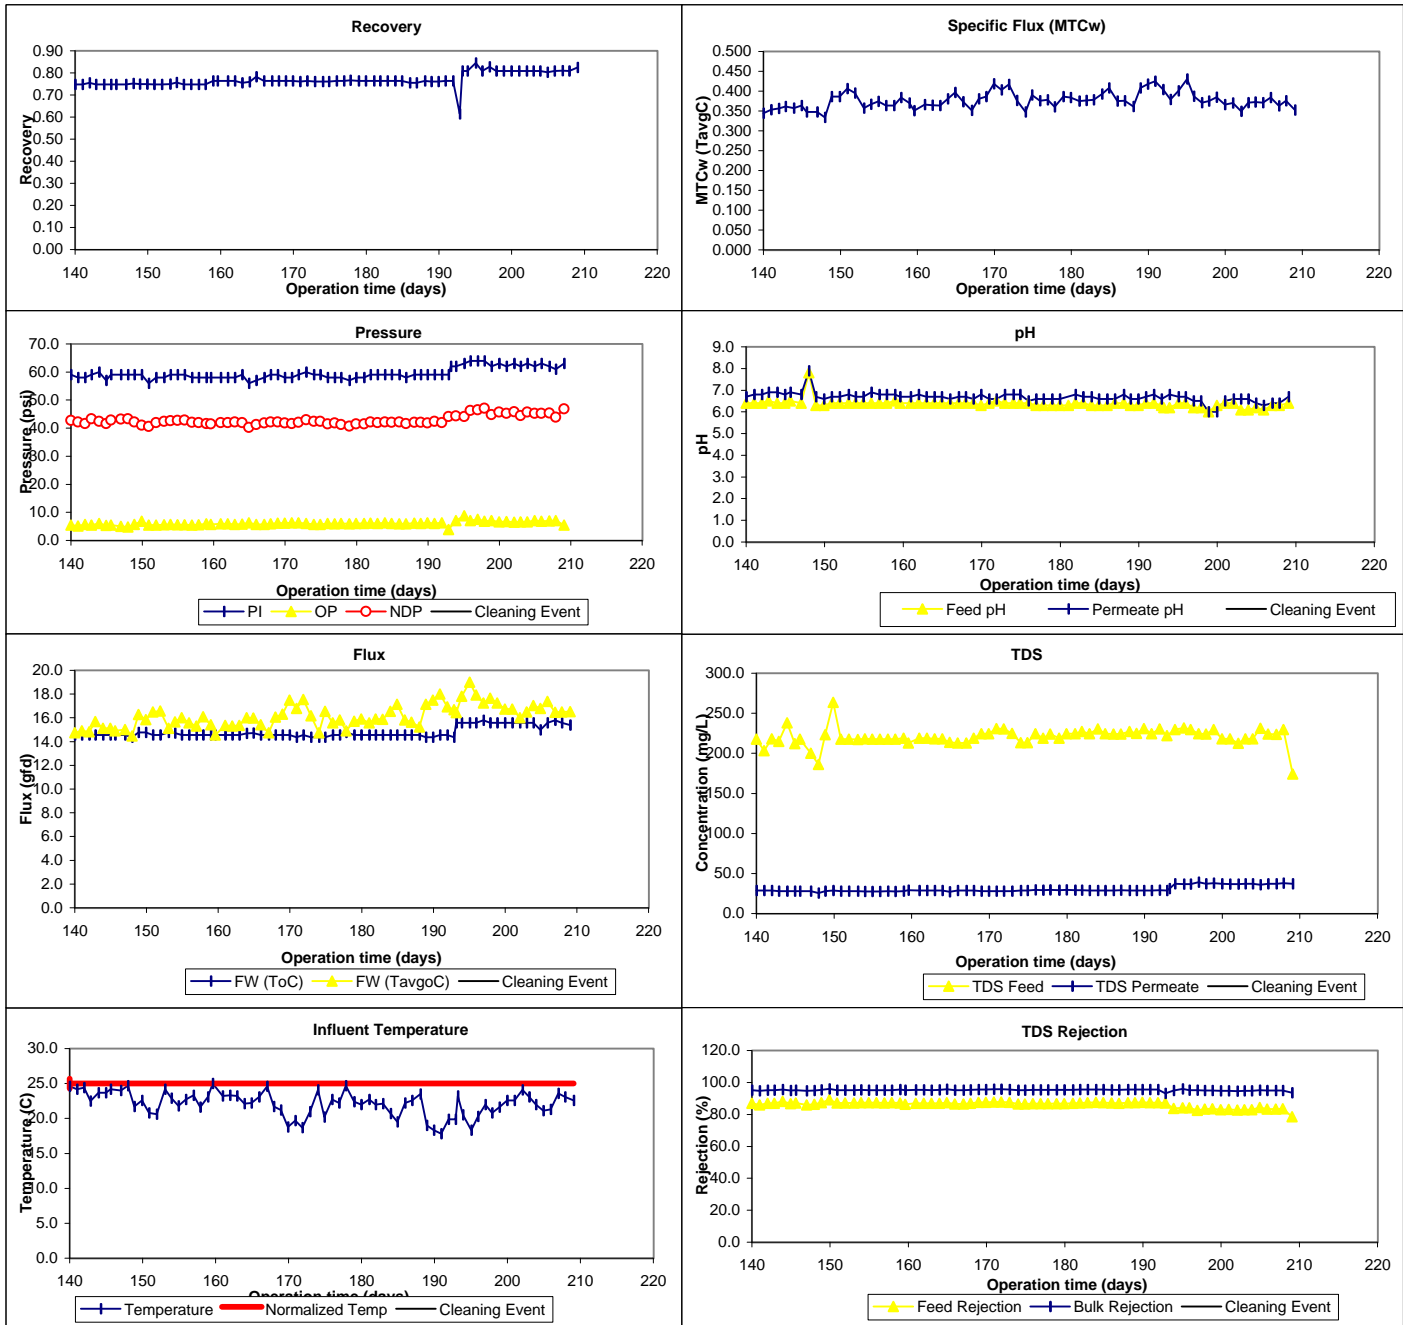 Recovery
0.90
0.80
0.70
0.60
0.50
0.40
0.30
0.20
0.10
0.00
Recovery
140 150 160 170 180 190 200 210 220
Operation time (days)
Specific Flux (MTCw)
0.500
0.450
0.400
0.350
0.300
0.250
0.200
0.150
0.100
0.050
0.000
MTCw (TavgC)
140 150 160 170 180 190 200 210 220
Operation time (days)
Pressure
70.0
60.0
50.0
40.0
30.0
20.0
10.0
0.0
Pressure (psi)
140 150 160 170 180 190 200 210 220
Operation time (days)
PI OP NDP Cleaning Event
pH
9.0
8.0
7.0
6.0
5.0
4.0
3.0
2.0
1.0
0.0
pH
140 150 160 170 180 190 200 210 220
Operation time (days)
Feed pH Permeate pH Cleaning Event
Flux
20.0
18.0
16.0
14.0
12.0
10.0
8.0
6.0
4.0
2.0
0.0
Flux (gfd)
140 150 160 170 180 190 200 210 220
Operation time (days)
FW (ToC) FW (TavgoC) Cleaning Event
TDS
300.0
250.0
200.0
150.0
100.0
50.0
0.0
Concentration (mg/L)
140 150 160 170 180 190 200 210 220
Operation time (days)
TDS Feed TDS Permeate Cleaning Event
Influent Temperature
30.0
25.0
20.0
15.0
10.0
5.0
0.0
Temperature (C)
140 150 160 170 180 190 200 210 220
Operation time (days)
Temperature Normalized Temp Cleaning Event
TDS Rejection
120.0
100.0
80.0
60.0
40.0
20.0
0.0
Rejection (%)
140 150 160 170 180 190 200 210 220
Operation time (days)
Feed Rejection Bulk Rejection Cleaning Event